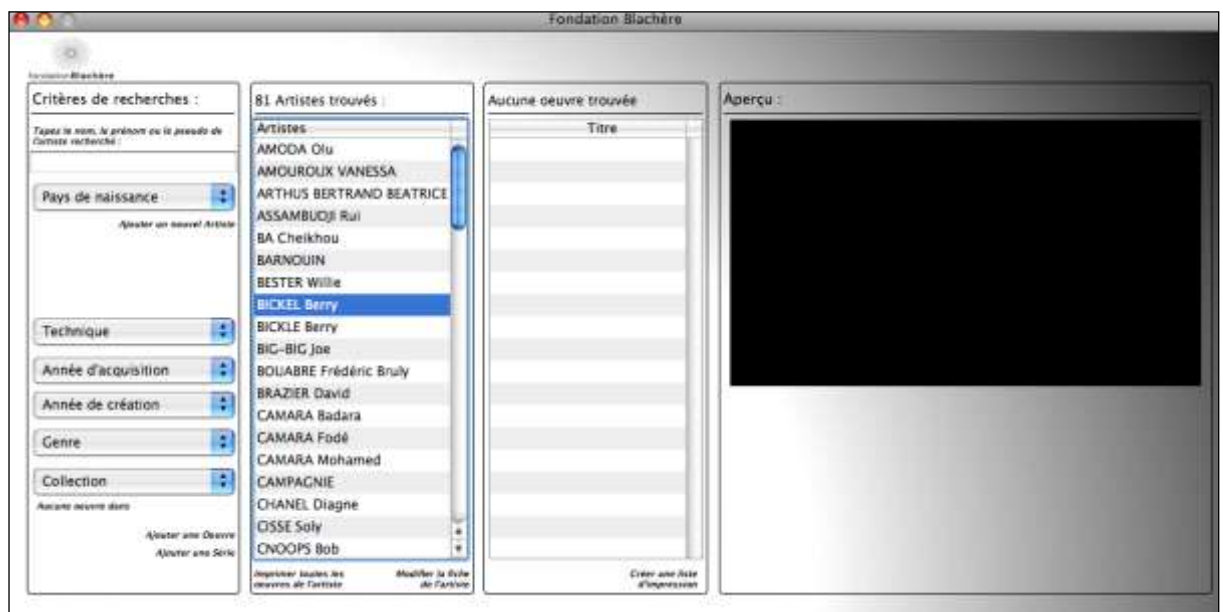 Fondation Blachère
fondation Blachère
Critères de recherches :
Tapez le nom, le prénom ou le pseudo de
l'artiste recherché :
Pays de naissance
Ajouter un nouvel Artiste
Technique
Année d'acquisition
Année de création
Genre
Collection
Aucune oeuvre dans
Ajouter une Oeuvre
Ajouter une Série
81 Artistes trouvés :
Artistes
AMODA Olu
AMOUROUX VANESSA
ARTHUS BERTRAND BEATRICE
ASSAMBUDJI Rui
BA Cheikhou
BARNOUIN
BESTER Willie
BICKEL Berry
BICKLE Berry
BIG-BIG Joe
BOUABRE Frédéric Bruly
BRAZIER David
CAMARA Badara
CAMARA Fodé
CAMARA Mohamed
CAMPAGNIE
CHANEL Diagne
CISSE Soly
CNOOPS Bob
Imprimer toutes les
oeuvres de l'artiste
Modifier la fiche
de l'artiste
Aucune oeuvre trouvée
Titre
Créer une liste
d'impression
Aperçu :